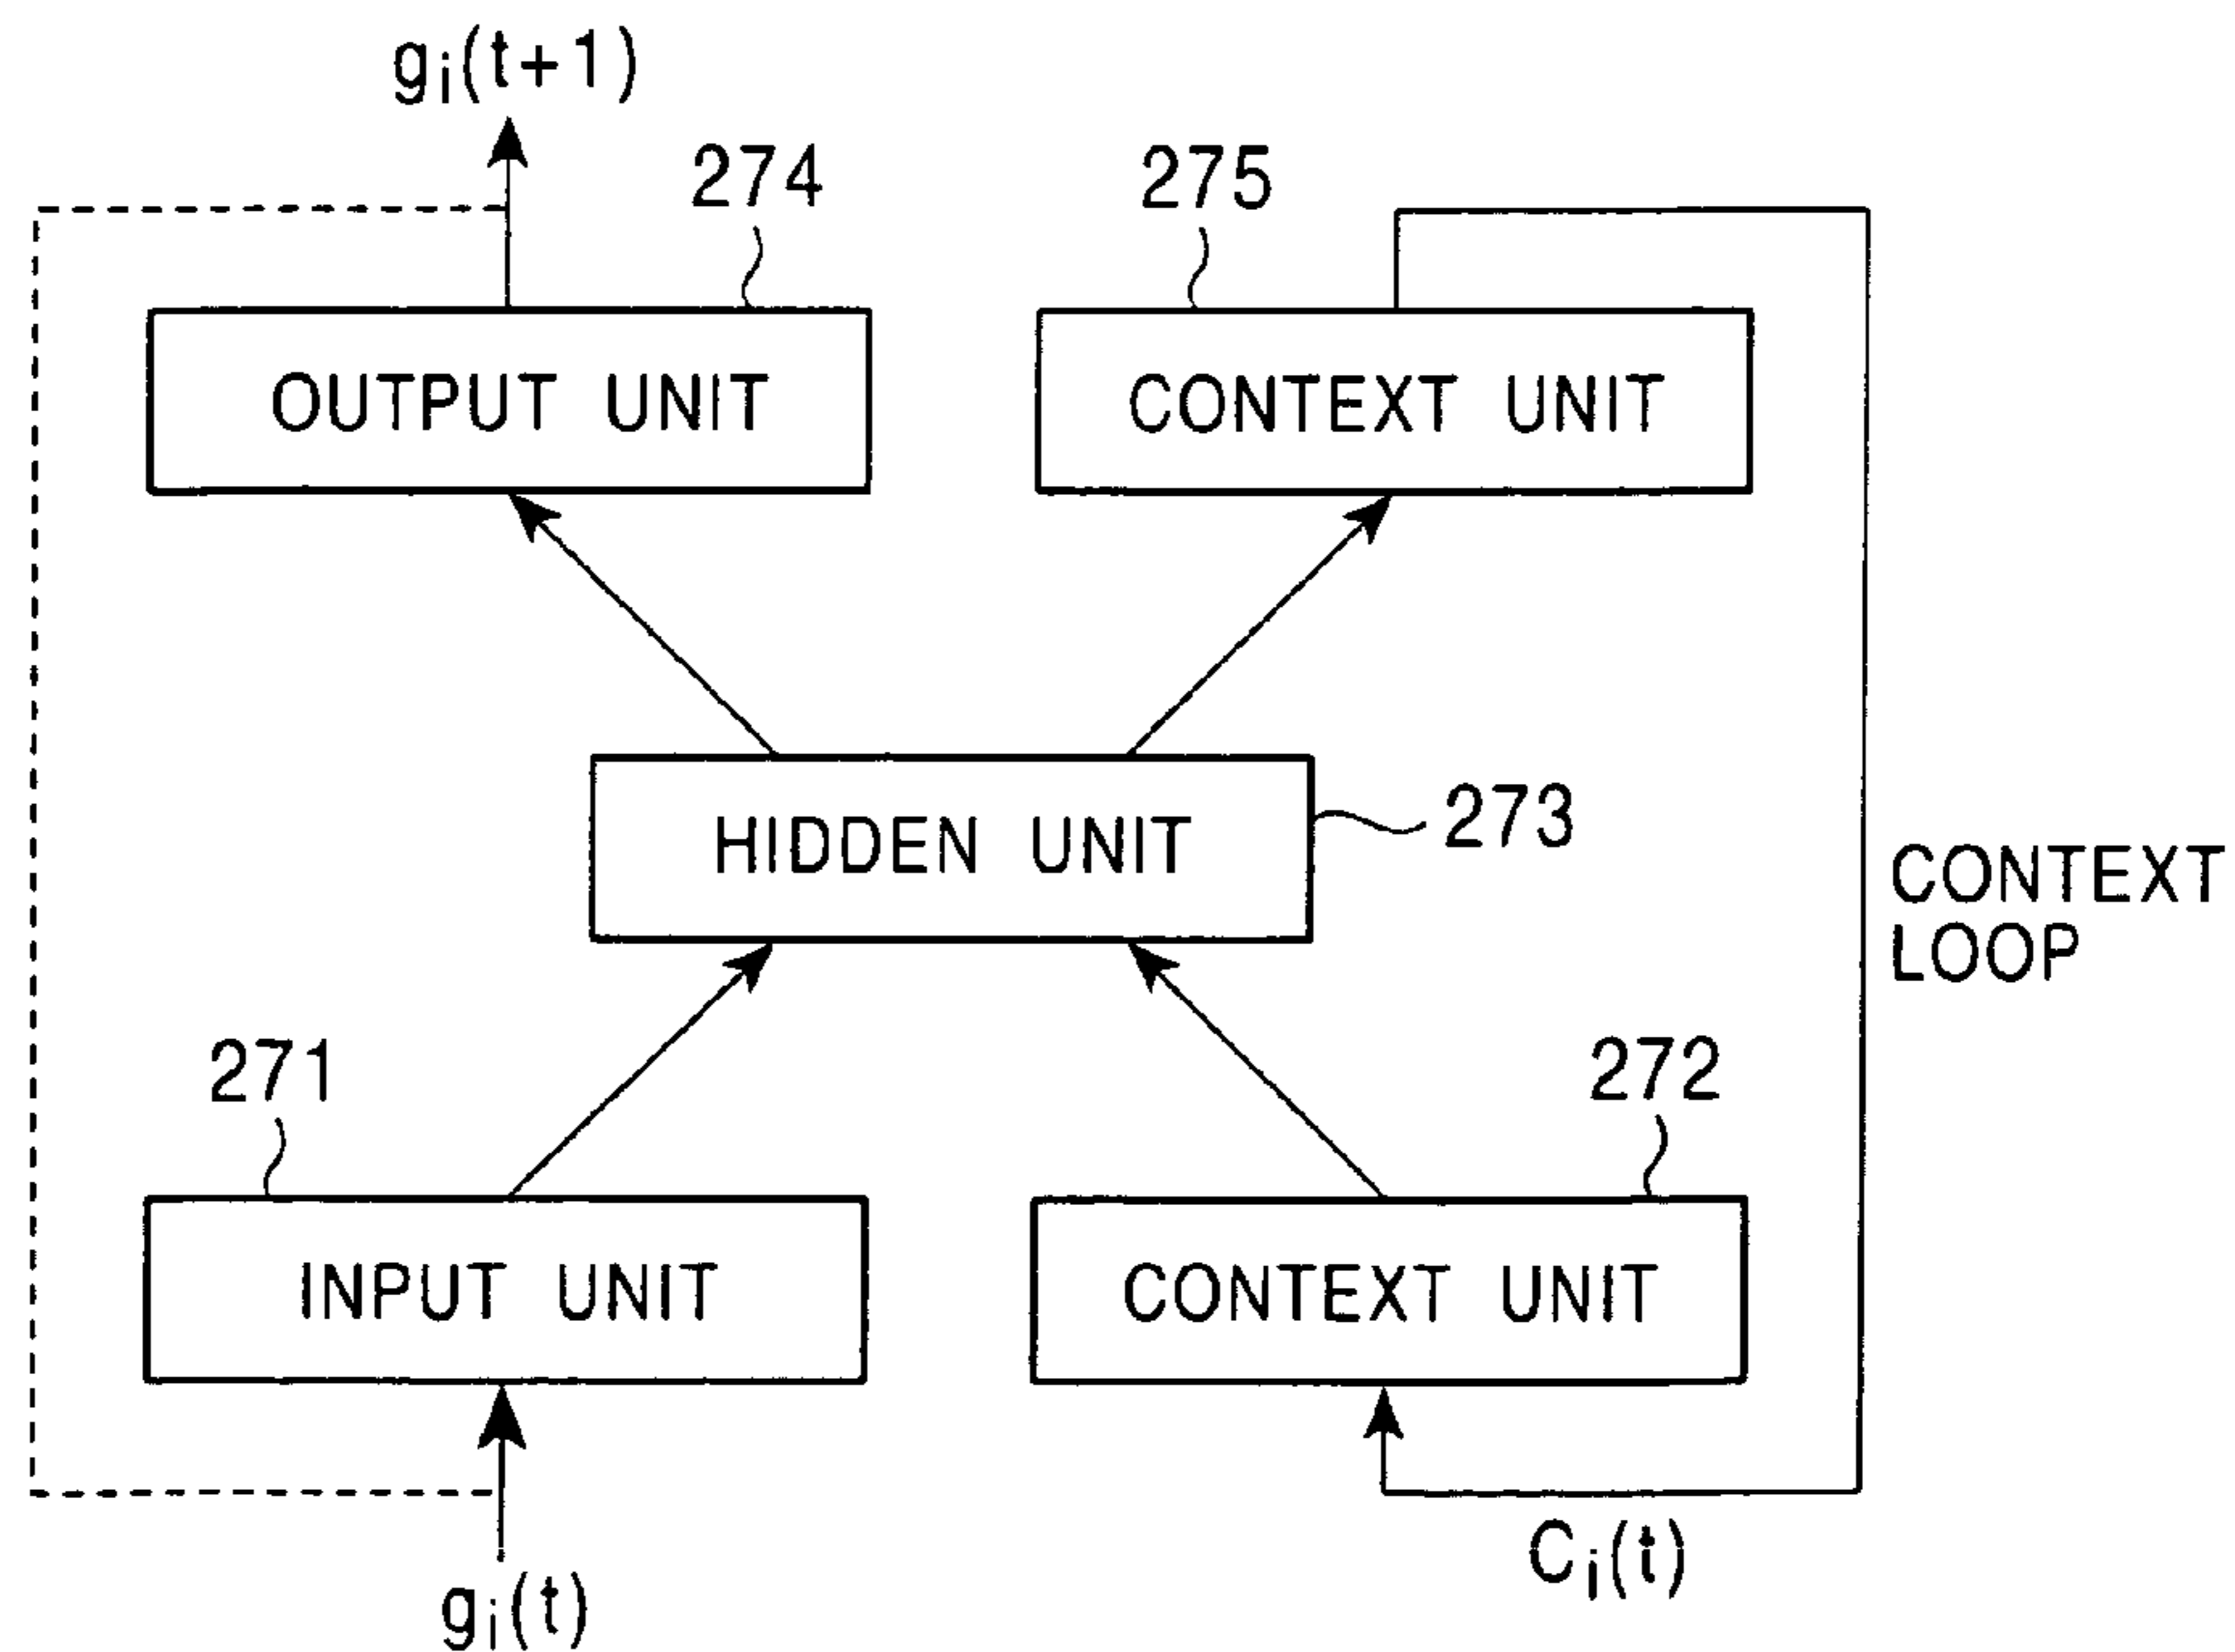 gi(t+1)
274
275
OUTPUT UNIT
CONTEXT UNIT
HIDDEN UNIT
273
CONTEXT
LOOP
271
272
INPUT UNIT
CONTEXT UNIT
Ci(t)
gi(t)